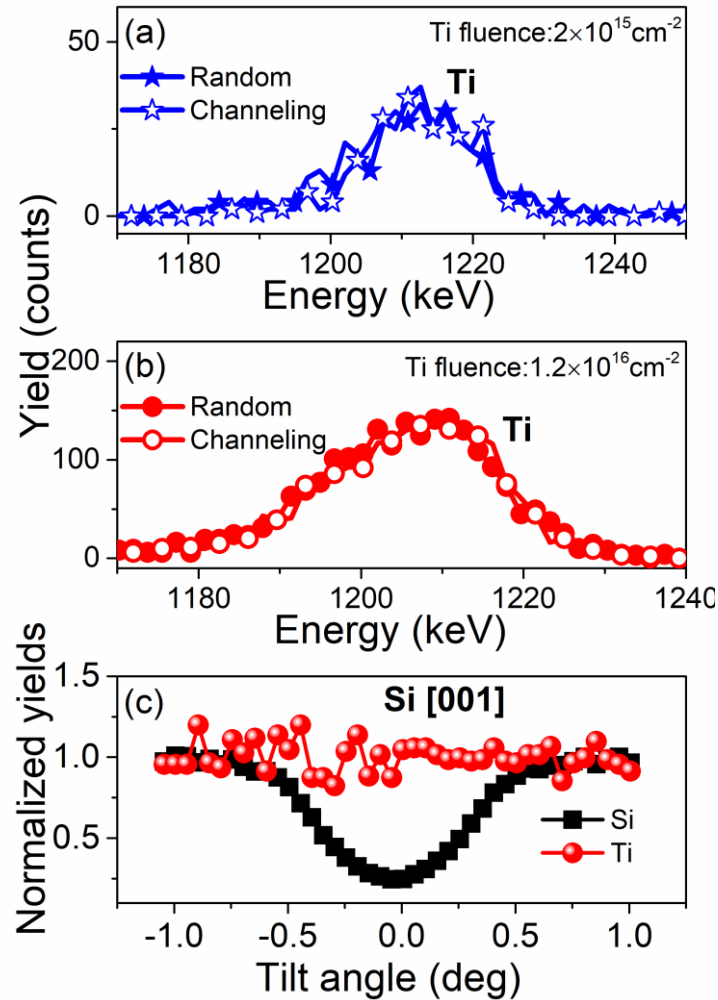 (a)
Ti fluence:2×10¹⁵cm⁻²
Random
Channeling
Ti
50
0
1180 1200 1220 1240
Energy (keV)
Yield (counts)
(b)
Ti fluence:1.2×10¹⁶cm⁻²
Random
Channeling
Ti
200
100
0
1180 1200 1220 1240
Energy (keV)
(c)
Si [001]
Normalized yields
1.5
1.0
0.5
Si
Ti
-1.0 -0.5 0.0 0.5 1.0
Tilt angle (deg)